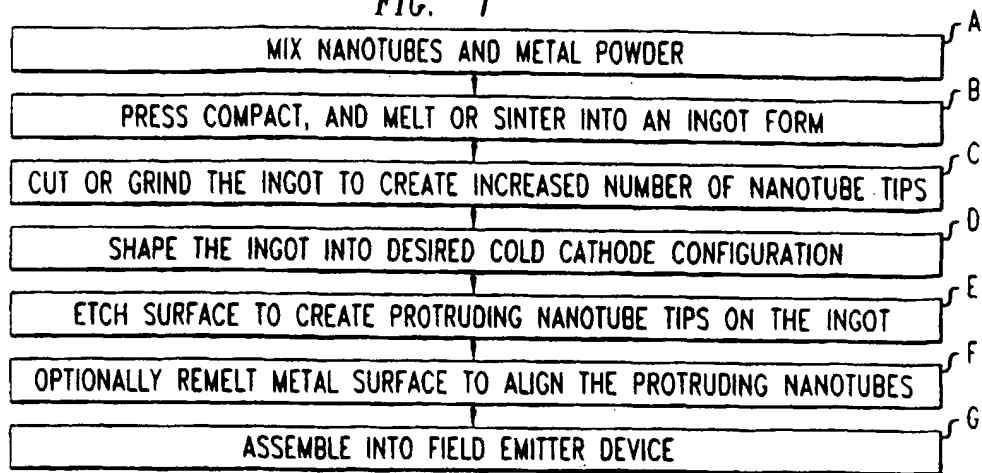 FIG. 1
A
MIX NANOTUBES AND METAL POWDER
B
PRESS COMPACT, AND MELT OR SINTER INTO AN INGOT FORM
C
CUT OR GRIND THE INGOT TO CREATE INCREASED NUMBER OF NANOTUBE TIPS
D
SHAPE THE INGOT INTO DESIRED COLD CATHODE CONFIGURATION
E
ETCH SURFACE TO CREATE PROTRUDING NANOTUBE TIPS ON THE INGOT
F
OPTIONALLY REMELT METAL SURFACE TO ALIGN THE PROTRUDING NANOTUBES
G
ASSEMBLE INTO FIELD EMITTER DEVICE